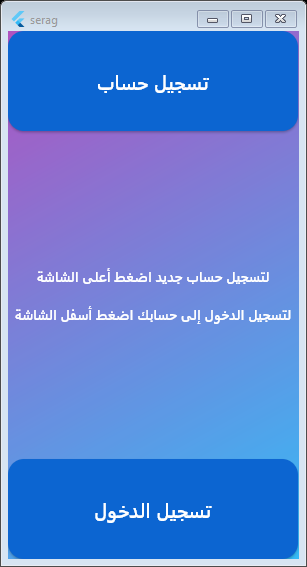 serag
تسجيل حساب
لتسجيل حساب جديد اضغط أعلى الشاشة
لتسجيل الدخول إلى حسابك اضغط أسفل الشاشة
تسجيل الدخول